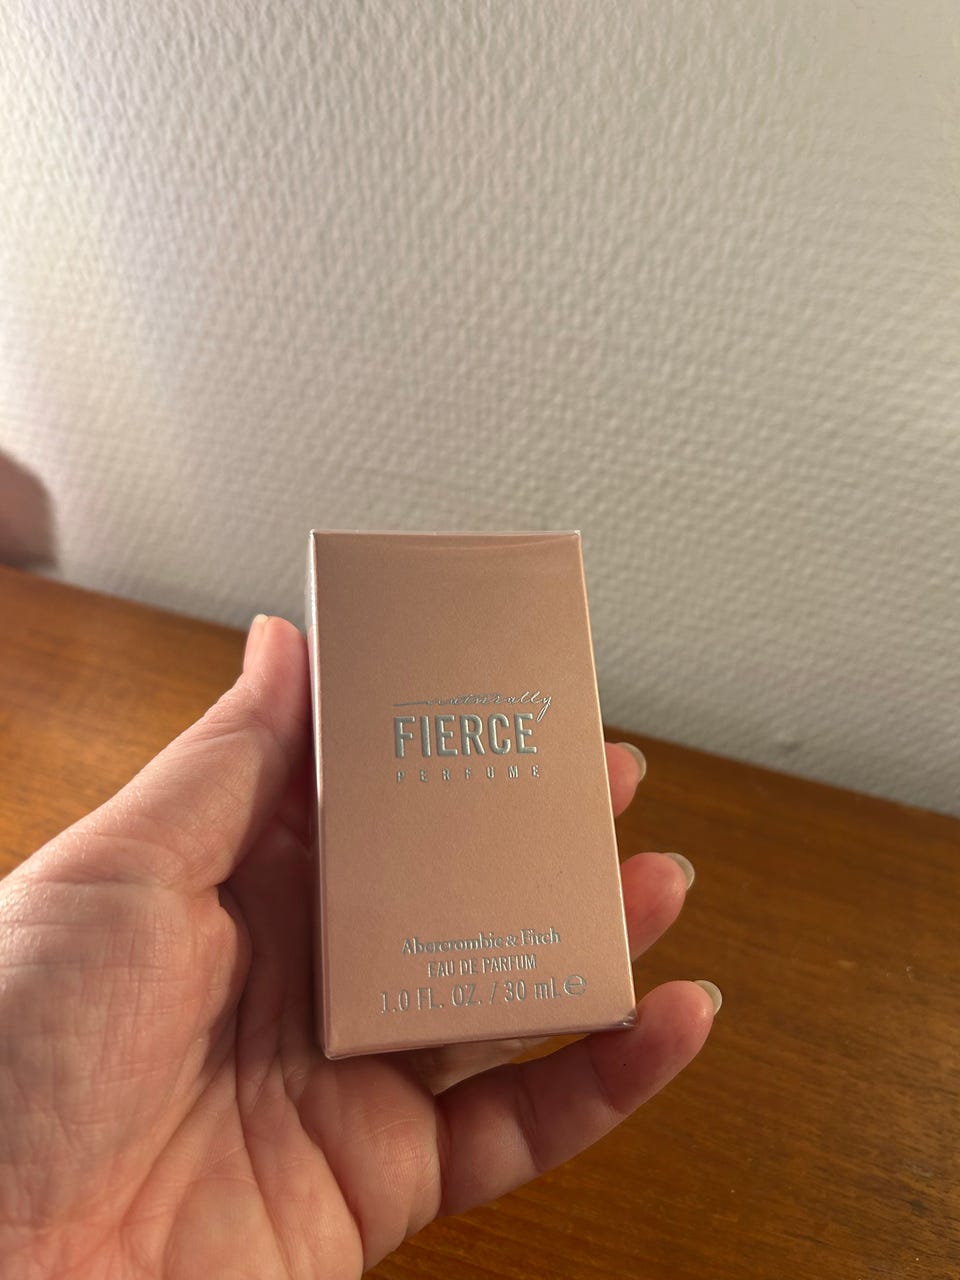 naturally
FIERCE
PERFUME
Abercrombie & Fitch
EAU DE PARFUM
1.0 FL. OZ. / 30 mL ℮